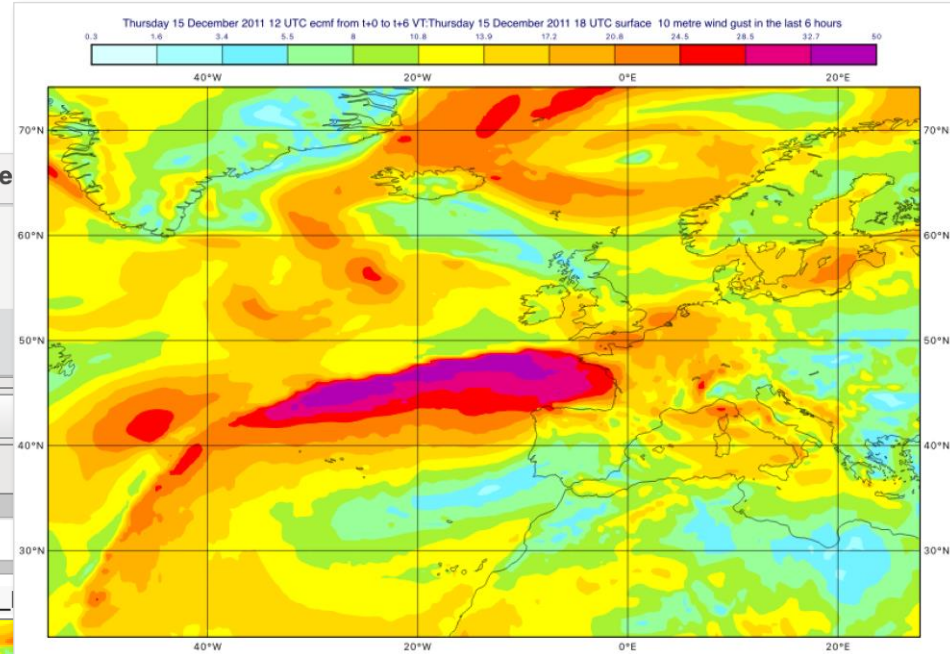 Thursday 15 December 2011 12 UTC ecmf from t+0 to t+6 VT:Thursday 15 December 2011 18 UTC surface 10 metre wind gust in the last 6 hours
0.3 1.6 3.4 5.5 8 10.8 13.9 17.2 20.8 24.5 28.5 32.7 50
40°W 20°W 0°E 20°E
70°N 70°N
e
60°N 60°N
50°N 50°N
40°N 40°N
30°N 30°N
40°W 20°W 0°E 20°E